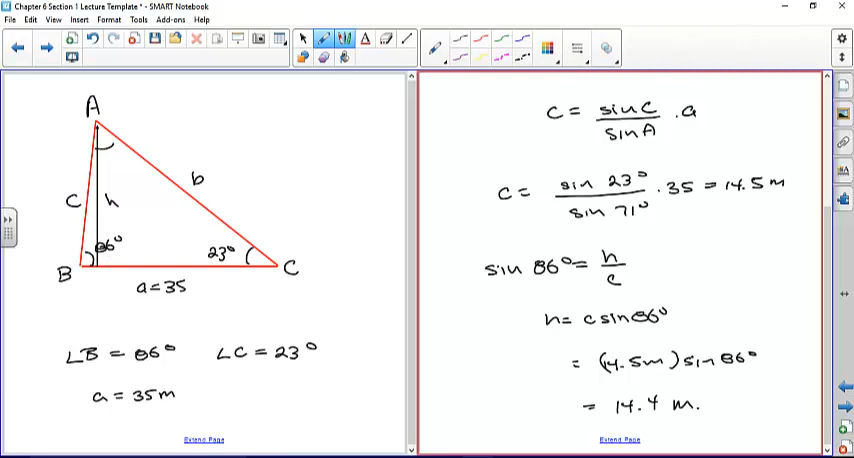 Chapter 6 Section 1 Lecture Template * - SMART Notebook
File Edit View Insert Format Tools Add-ons Help
A
A
b
c h
86° 23°
B C
a = 35
∠B = 86° ∠C = 23°
a = 35m
Extend Page
c = sin C / sin A · a
c = sin 23° / sin 71° · 35 = 14.5 m
sin 86° = h / c
h = c sin 86°
= (14.5m) sin 86°
= 14.4 m.
Extend Page